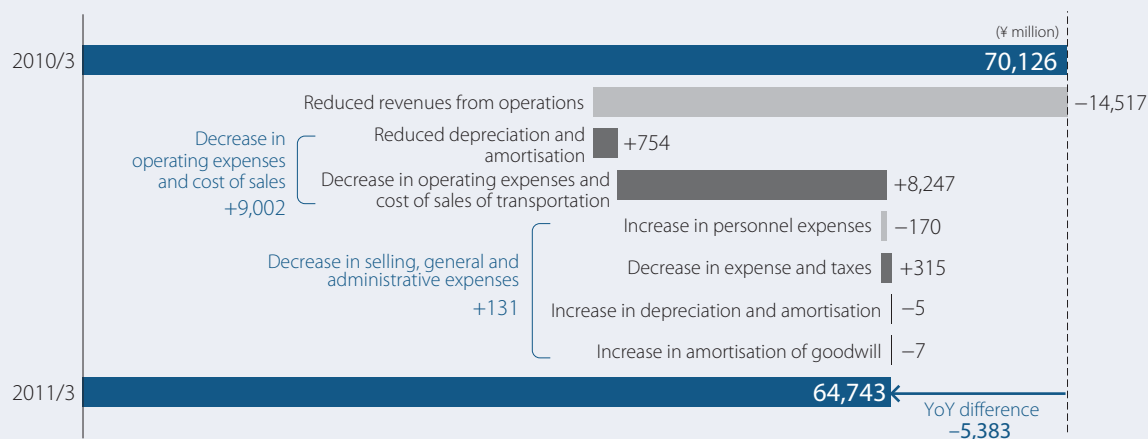 (¥ million)
2010/3
70,126
Reduced revenues from operations
−14,517
Decrease in
operating expenses
and cost of sales
+9,002
Reduced depreciation and
amortisation
+754
Decrease in operating expenses and
cost of sales of transportation
+8,247
Decrease in selling, general and
administrative expenses
+131
Increase in personnel expenses
−170
Decrease in expense and taxes
+315
Increase in depreciation and amortisation
−5
Increase in amortisation of goodwill
−7
2011/3
64,743
YoY difference
−5,383